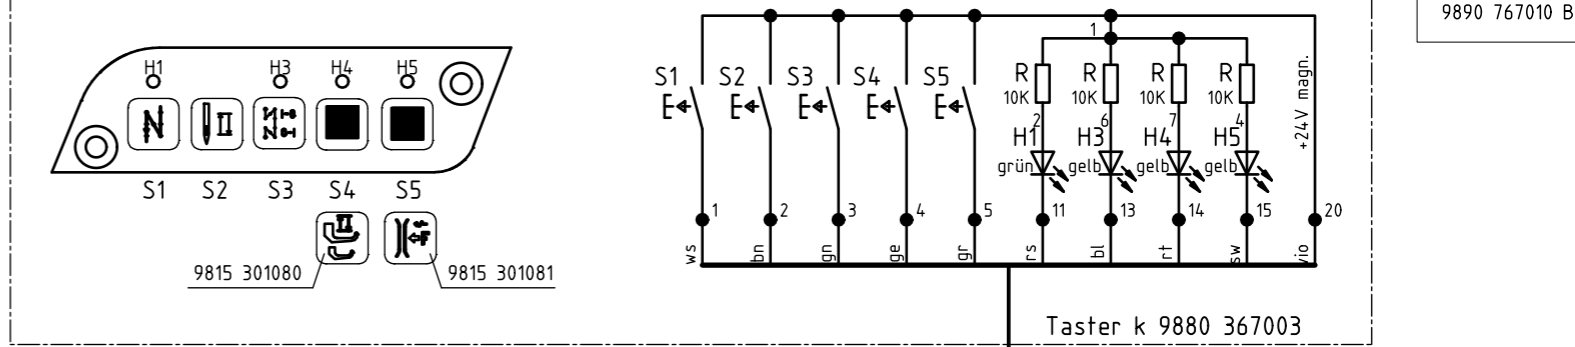 9890 767010 B
H1 H3 H4 H5
S1 S2 S3 S4 S5
9815 301080
9815 301081
1
S1 S2 S3 S4 S5
R R R R
10K 10K 10K 10K
2 6 7 4
H1 H3 H4 H5
grün gelb gelb gelb
+24V magn.
1 2 3 4 5 11 13 14 15 20
ws bn gn ge gr rs bl rt sw vio
Taster k 9880 367003